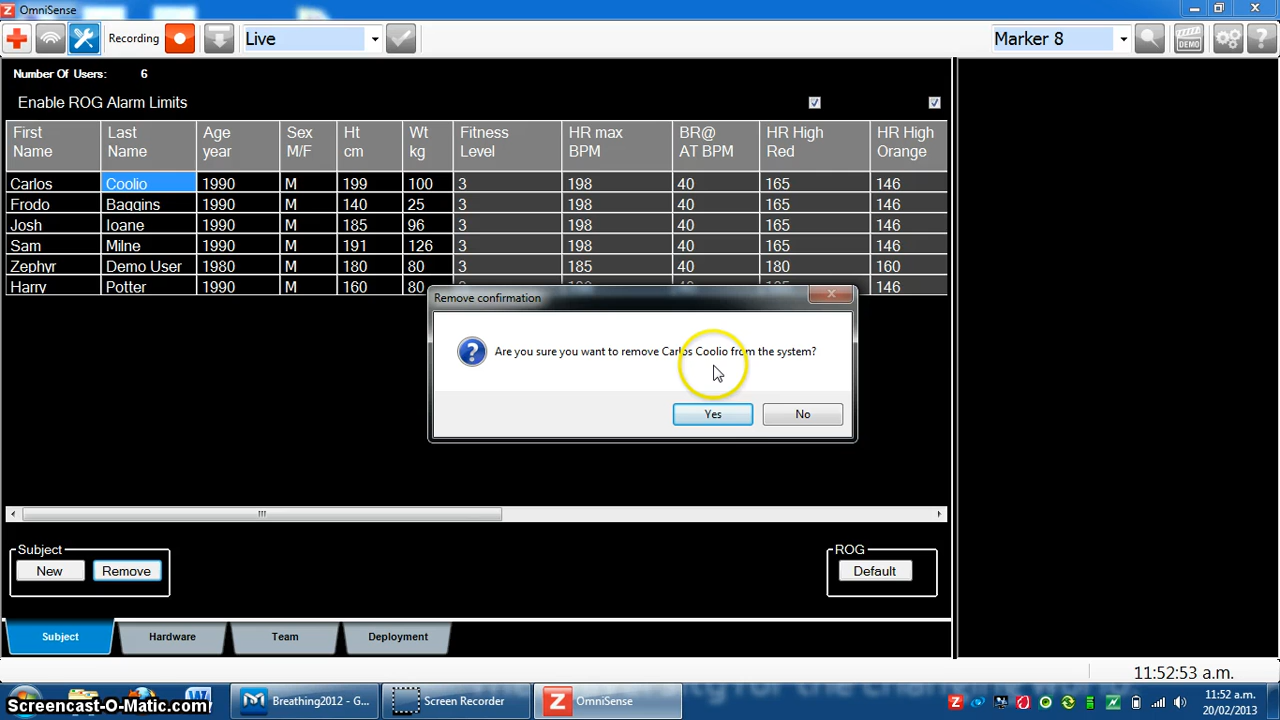 OmniSense
Recording
Live
Marker 8
DEMO
Number Of Users: 6
Enable ROG Alarm Limits
First Name Last Name Age year Sex M/F Ht cm Wt kg Fitness Level HR max BPM BR@ AT BPM HR High Red HR High Orange
Carlos Coolio 1990 M 199 100 3 198 40 165 146
Frodo Baggins 1990 M 140 25 3 198 40 165 146
Josh Ioane 1990 M 185 96 3 198 40 165 146
Sam Milne 1990 M 191 126 3 198 40 165 146
Zephyr Demo User 1980 M 180 80 3 185 40 180 160
Harry Potter 1990 M 160 80 146
Remove confirmation
Are you sure you want to remove Carlos Coolio from the system?
Yes No
Subject
New Remove
ROG
Default
Subject Hardware Team Deployment
11:52:53 a.m.
Breathing2012 - G...
Screen Recorder
OmniSense
11:52 a.m.
20/02/2013
Screencast-O-Matic.com